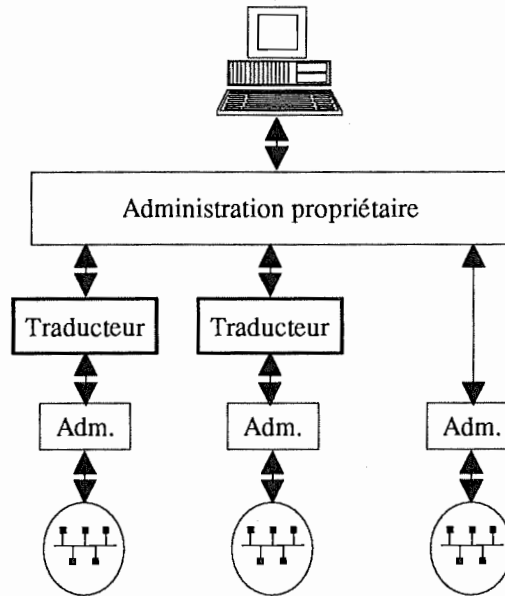 Administration propriétaire
Traducteur
Traducteur
Adm.
Adm.
Adm.